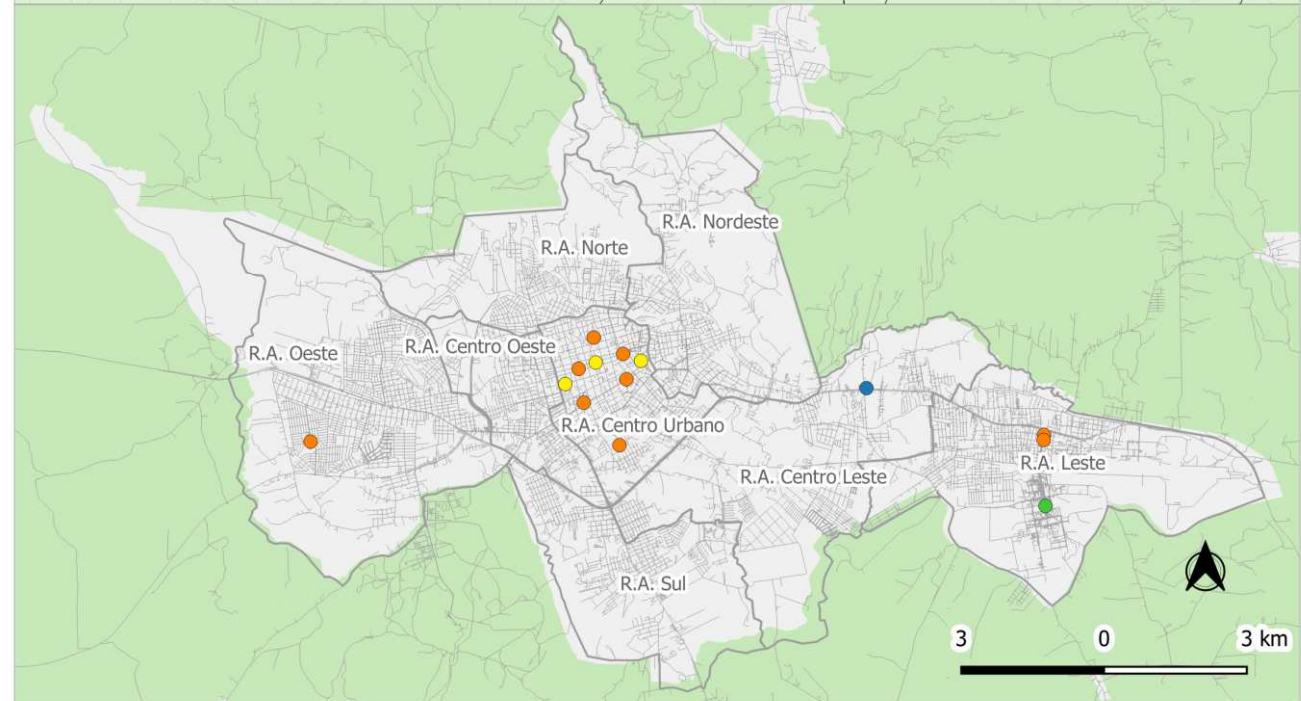 R.A. Nordeste
R.A. Norte
R.A. Centro Oeste
R.A. Oeste
R.A. Centro Urbano
R.A. Leste
R.A. Centro Leste
R.A. Sul
3 0 3 km